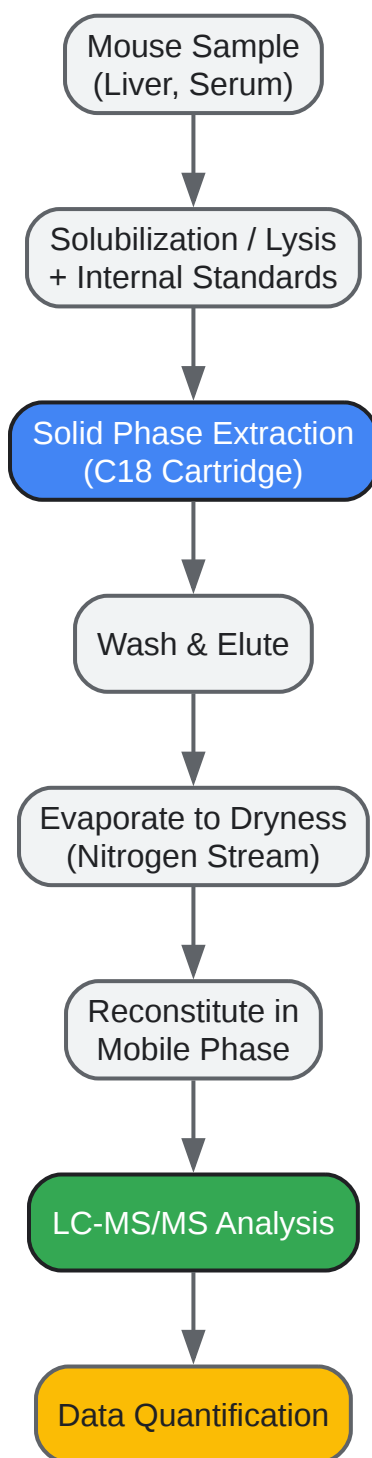 Mouse Sample
(Liver, Serum)
Solubilization / Lysis
+ Internal Standards
Solid Phase Extraction
(C18 Cartridge)
Wash & Elute
Evaporate to Dryness
(Nitrogen Stream)
Reconstitute in
Mobile Phase
LC-MS/MS Analysis
Data Quantification